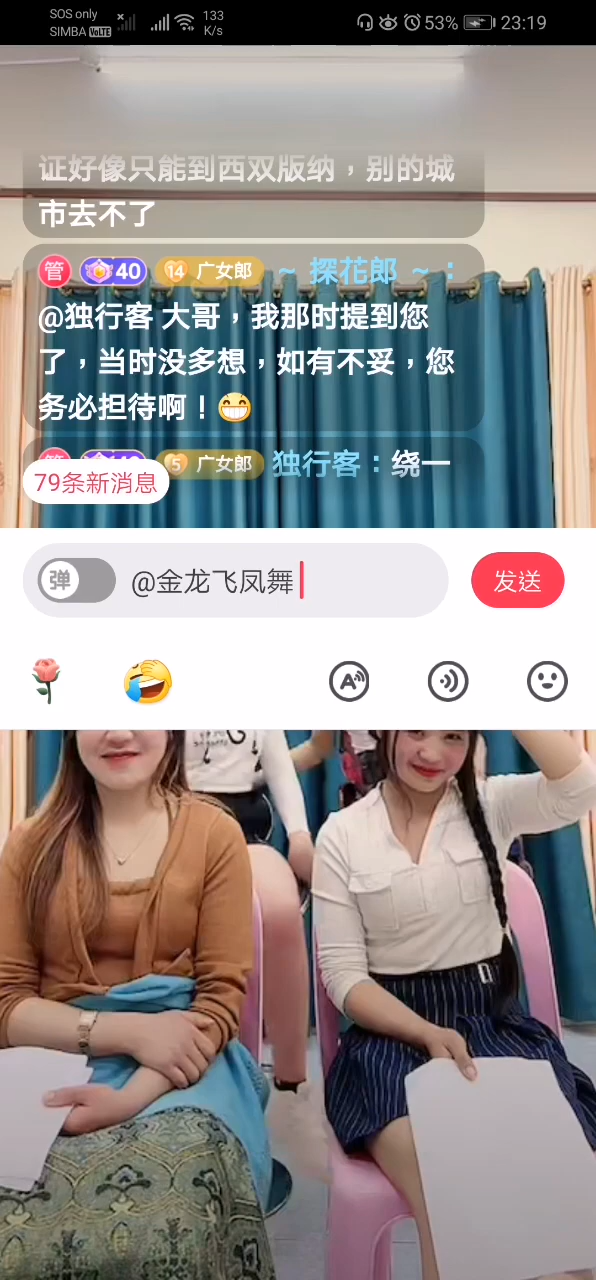 SOS only
SIMBA VoLTE
133
K/s
53%
23:19
证好像只能到西双版纳，别的城
市去不了
管 40 14 广女郎 ~ 探花郎 ~ ：
@独行客 大哥，我那时提到您
了，当时没多想，如有不妥，您
务必担待啊！
5 广女郎 独行客：绕一
79条新消息
弹 @金龙飞凤舞
发送